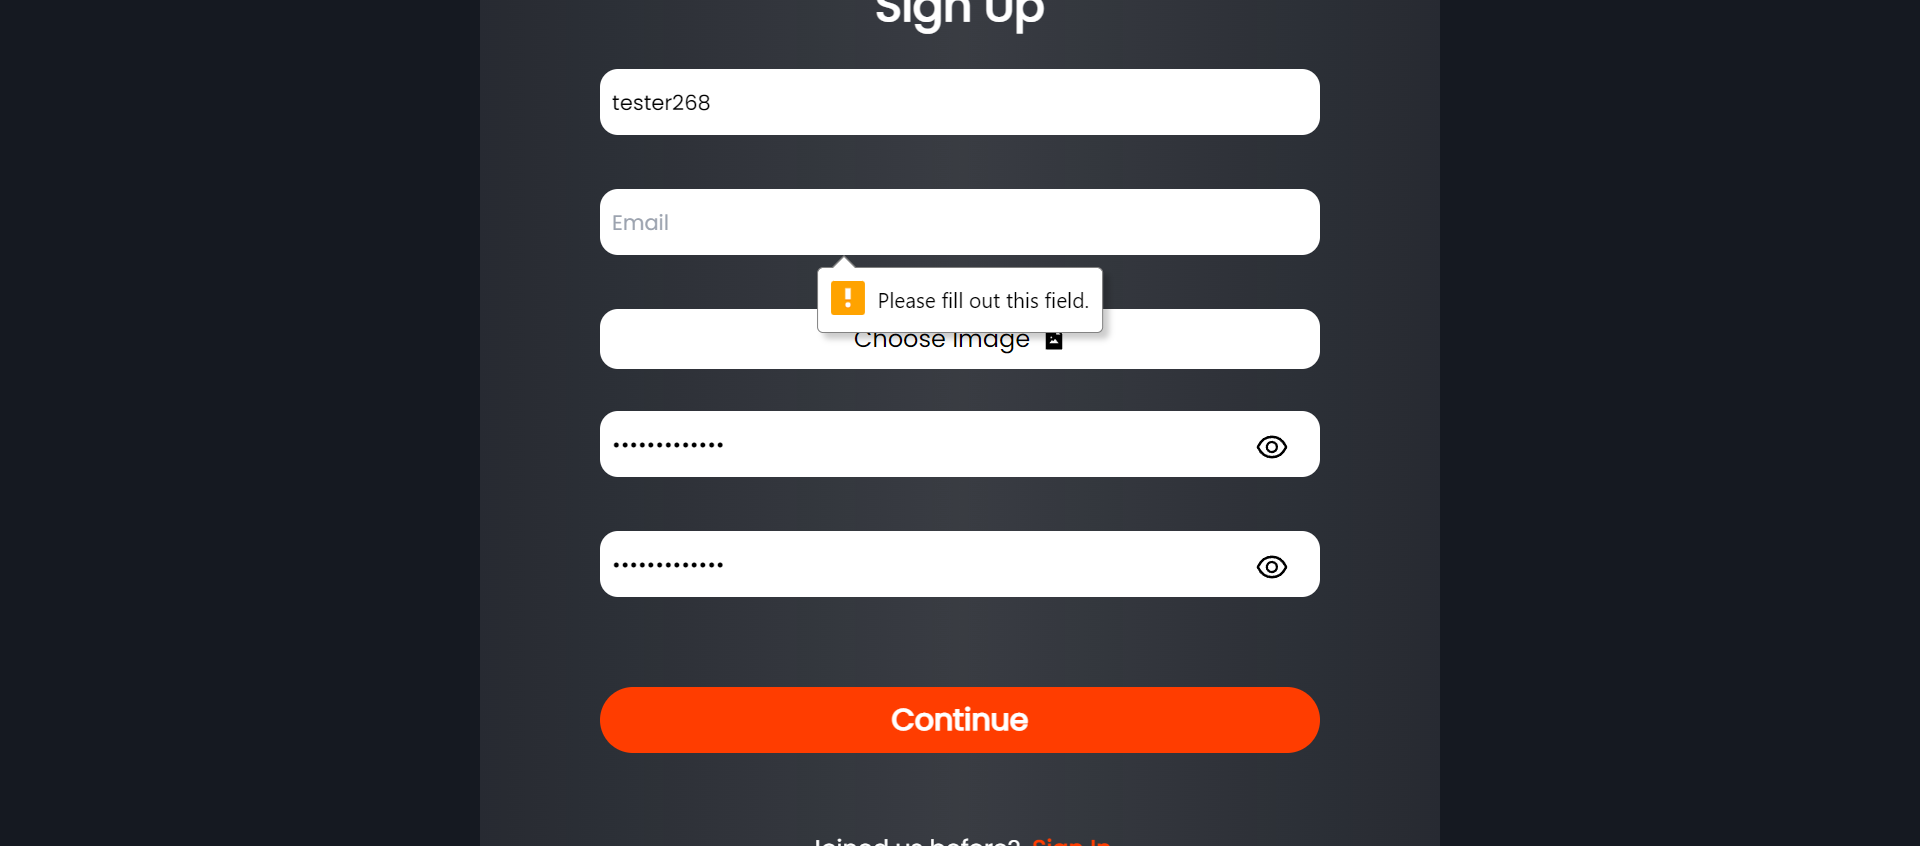 Sign Up
tester268
Email
Please fill out this field.
Choose Image
•••••••••••••
•••••••••••••
Continue
Joined us before? Sign In